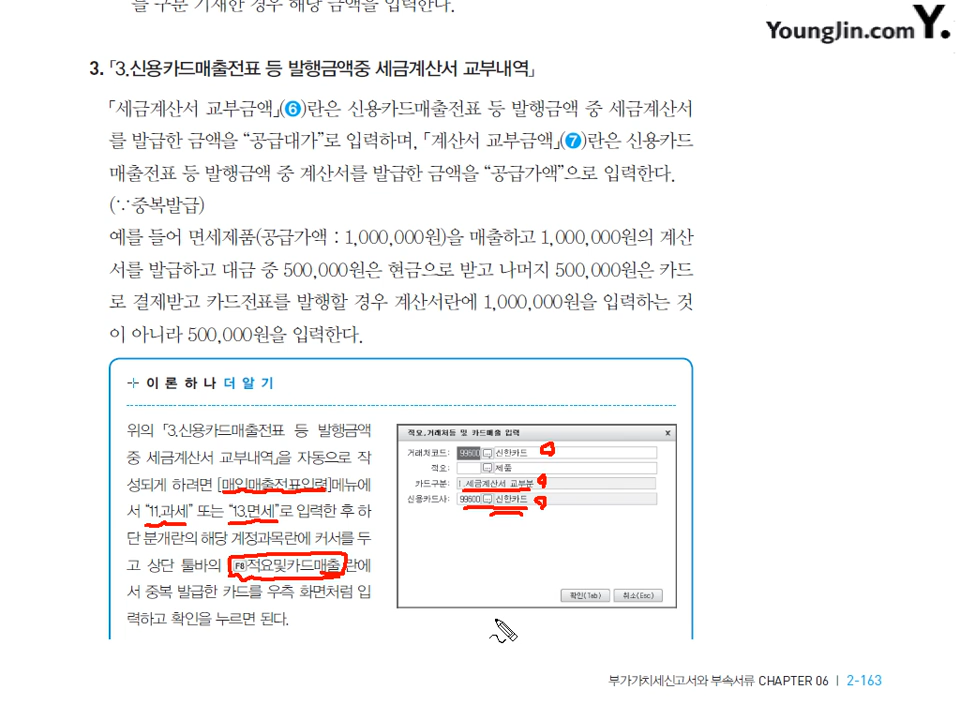 를 구분 기재한 경우 해당 금액을 입력한다.
YoungJin.com Y.
3. 「3.신용카드매출전표 등 발행금액중 세금계산서 교부내역」
「세금계산서 교부금액」(❻)란은 신용카드매출전표 등 발행금액 중 세금계산서
를 발급한 금액을 “공급대가”로 입력하며, 「계산서 교부금액」(❼)란은 신용카드
매출전표 등 발행금액 중 계산서를 발급한 금액을 “공급가액”으로 입력한다.
(∵중복발급)
예를 들어 면세제품(공급가액 : 1,000,000원)을 매출하고 1,000,000원의 계산
서를 발급하고 대금 중 500,000원은 현금으로 받고 나머지 500,000원은 카드
로 결제받고 카드전표를 발행할 경우 계산서란에 1,000,000원을 입력하는 것
이 아니라 500,000원을 입력한다.
이 론 하 나 더 알 기
위의 「3.신용카드매출전표 등 발행금액
중 세금계산서 교부내역」을 자동으로 작
성되게 하려면 [매입매출전표입력]메뉴에
서 “11.과세” 또는 “13.면세”로 입력한 후 하
단 분개란의 해당 계정과목란에 커서를 두
고 상단 툴바의 F8적요및카드매출 란에
서 중복 발급한 카드를 우측 화면처럼 입
력하고 확인을 누르면 된다.
적요,거래처등 및 카드매출 입력 x
거래처코드: 99600 신한카드
적요: 제품
카드구분: 1.세금계산서 교부분
신용카드사: 99600 신한카드
확인(Tab) 취소(Esc)
부가가치세신고서와 부속서류 CHAPTER 06 | 2-163